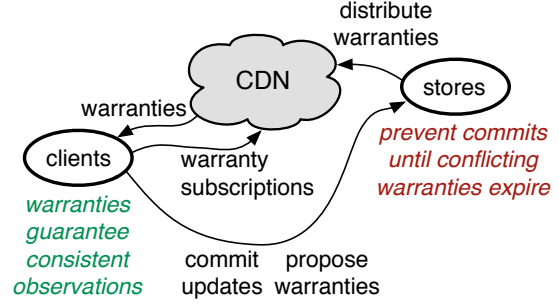 distribute
warranties
CDN
stores
warranties
clients
warranty
subscriptions
prevent commits
until conflicting
warranties expire
warranties
guarantee
consistent
observations
commit
updates
propose
warranties